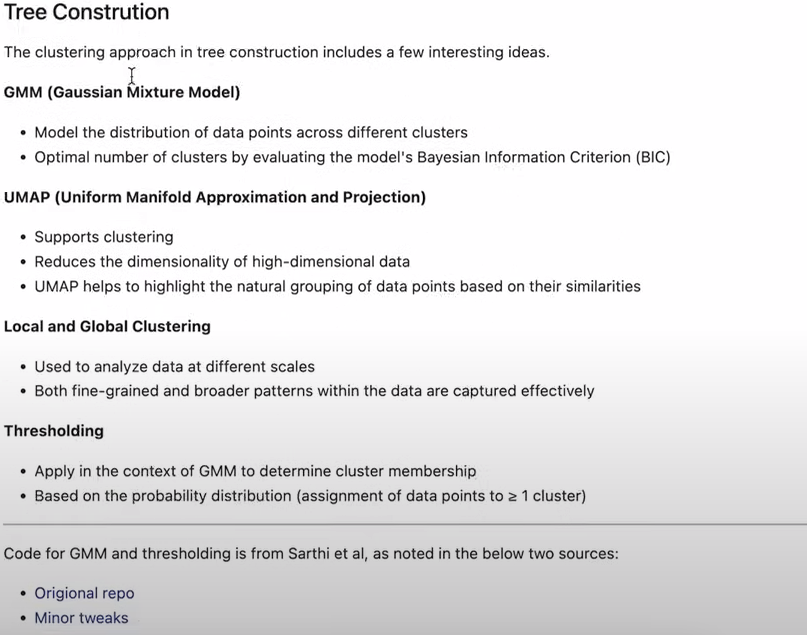 Tree Constrution
The clustering approach in tree construction includes a few interesting ideas.
GMM (Gaussian Mixture Model)
• Model the distribution of data points across different clusters
• Optimal number of clusters by evaluating the model's Bayesian Information Criterion (BIC)
UMAP (Uniform Manifold Approximation and Projection)
• Supports clustering
• Reduces the dimensionality of high-dimensional data
• UMAP helps to highlight the natural grouping of data points based on their similarities
Local and Global Clustering
• Used to analyze data at different scales
• Both fine-grained and broader patterns within the data are captured effectively
Thresholding
• Apply in the context of GMM to determine cluster membership
• Based on the probability distribution (assignment of data points to ≥ 1 cluster)
Code for GMM and thresholding is from Sarthi et al, as noted in the below two sources:
• Origional repo
• Minor tweaks